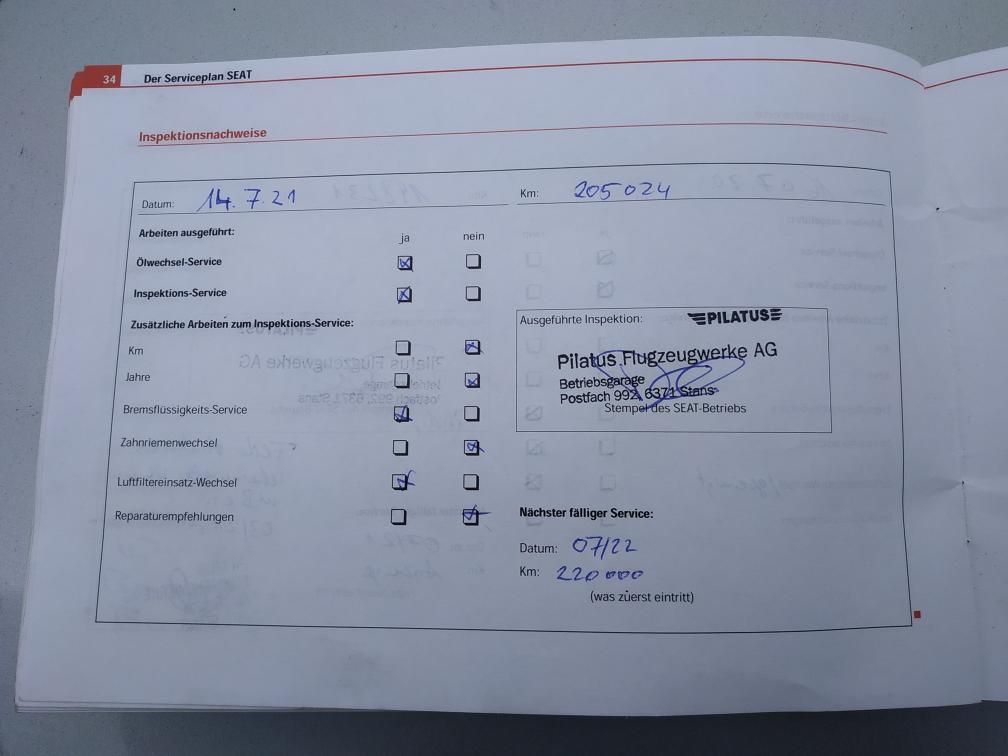 34 Der Serviceplan SEAT
Inspektionsnachweise
Datum: 14.7.21 Km: 205024
Arbeiten ausgeführt: ja nein
Ölwechsel-Service
Inspektions-Service
Zusätzliche Arbeiten zum Inspektions-Service:
Km
Jahre
Bremsflüssigkeits-Service
Zahnriemenwechsel
Luftfiltereinsatz-Wechsel
Reparaturempfehlungen
Ausgeführte Inspektion: PILATUS
Pilatus Flugzeugwerke AG
Betriebsgarage
Postfach 992, 6371 Stans
Stempel des SEAT-Betriebs
Nächster fälliger Service:
Datum: 07/22
Km: 220000
(was zuerst eintritt)